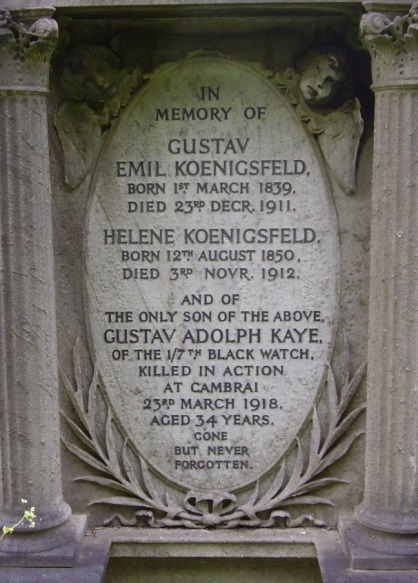 IN
MEMORY OF
GUSTAV
EMIL KOENIGSFELD,
BORN 1ST MARCH 1839,
DIED 23RD DECR. 1911.
HELENE KOENIGSFELD,
BORN 12TH AUGUST 1850,
DIED 3RD NOVR. 1912.
AND OF
THE ONLY SON OF THE ABOVE,
GUSTAV ADOLPH KAYE,
OF THE 1/7TH BLACK WATCH,
KILLED IN ACTION
AT CAMBRAI
23RD MARCH 1918,
AGED 34 YEARS.
GONE
BUT NEVER
FORGOTTEN.